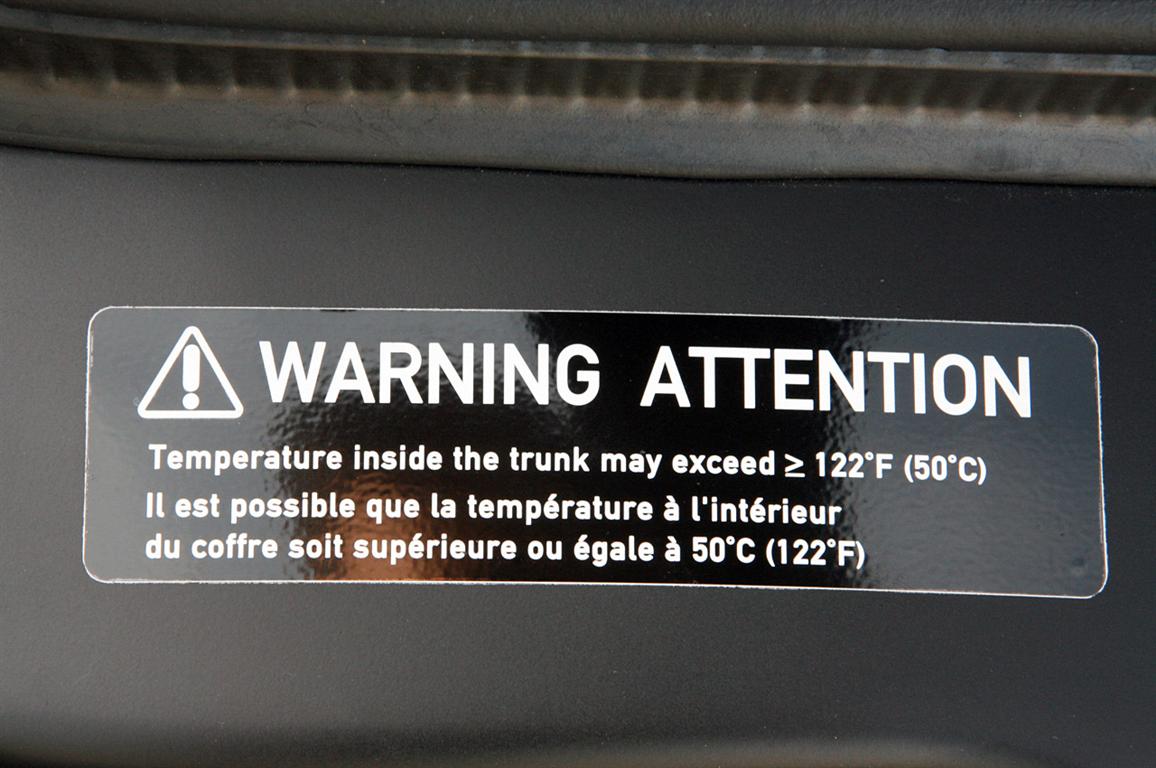 WARNING ATTENTION
Temperature inside the trunk may exceed ≥ 122°F (50°C)
Il est possible que la température à l'intérieur
du coffre soit supérieure ou égale à 50°C (122°F)